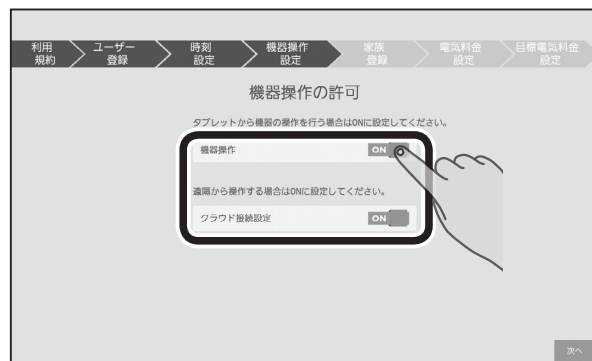 利用
規約
ユーザー
登録
時刻
設定
機器操作
設定
家族
登録
電気料金
設定
目標電気料金
設定
機器操作の許可
タブレットから機器の操作を行う場合はONに設定してください。
機器操作
ON
遠隔から操作する場合はONに設定してください。
クラウド接続設定
ON
次へ